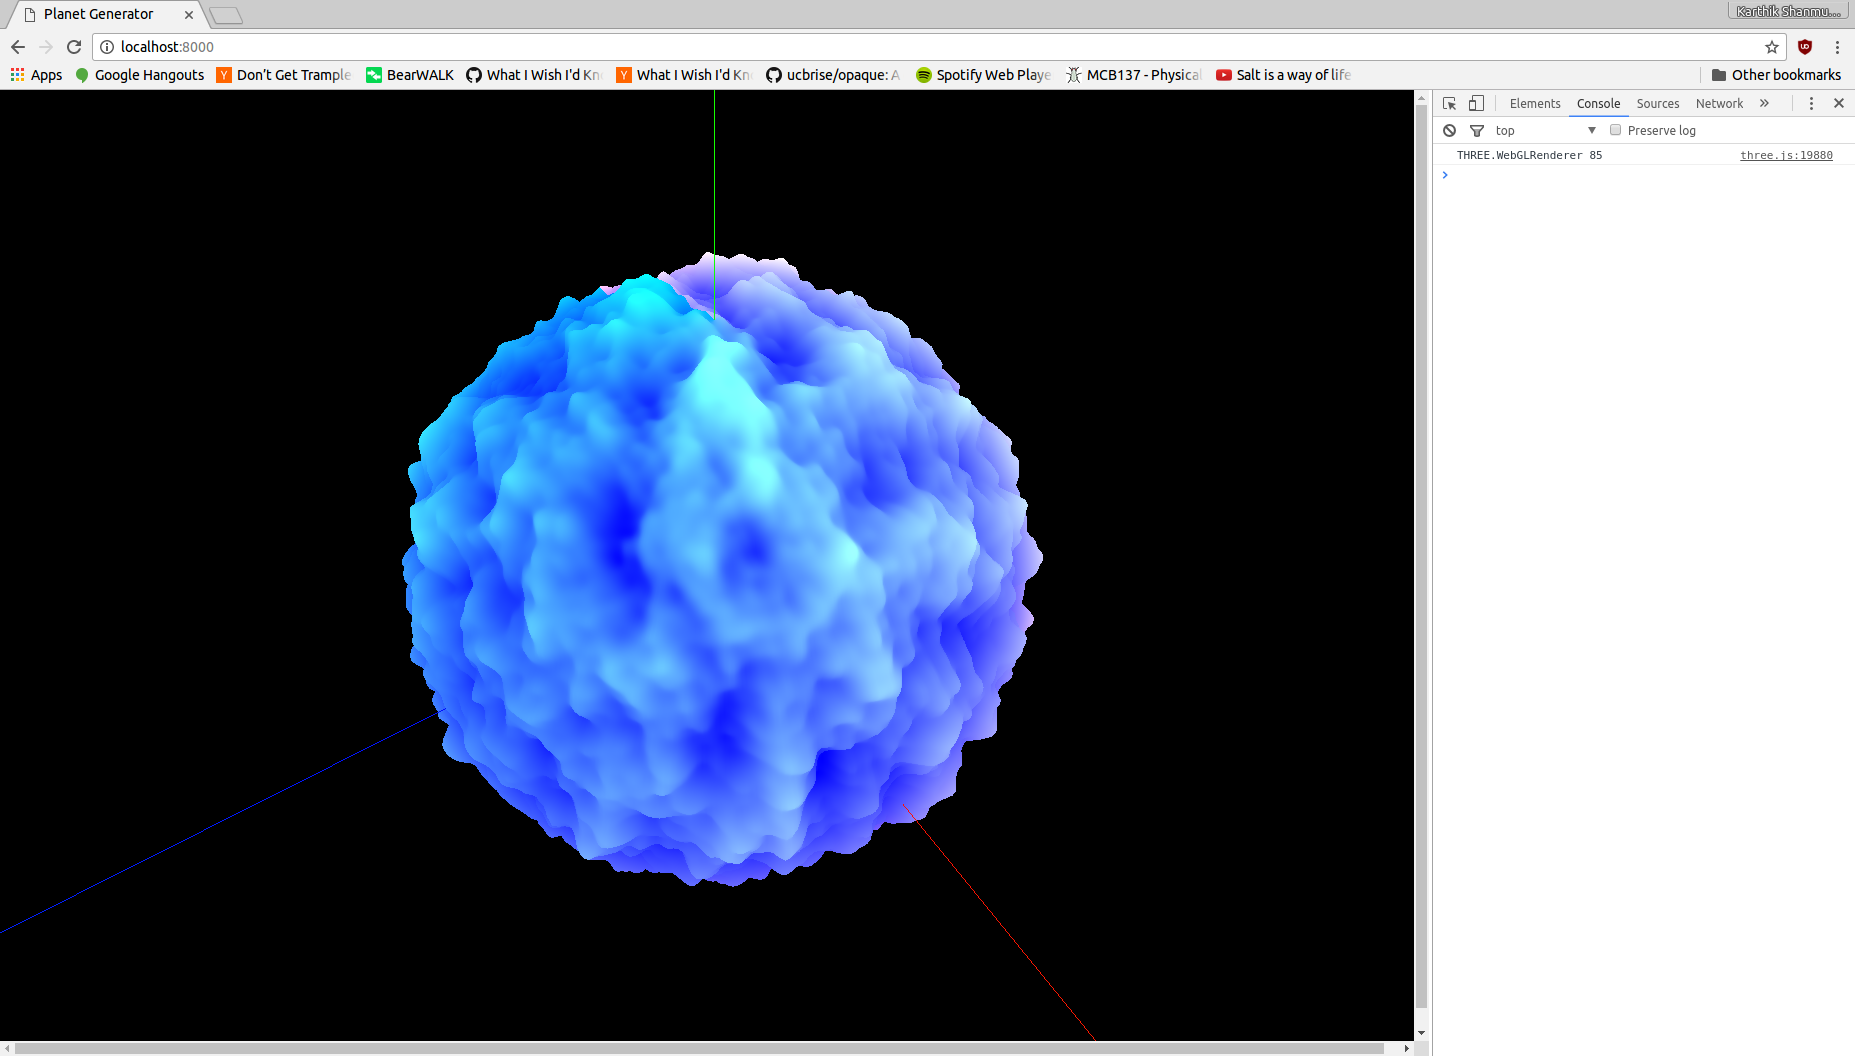 Planet Generator
Karthik Shanmu...
localhost:8000
Apps Google Hangouts Don't Get Trample BearWALK What I Wish I'd Kn What I Wish I'd Kn ucbrise/opaque: A Spotify Web Playe MCB137 - Physical Salt is a way of life Other bookmarks
Elements Console Sources Network »
top Preserve log
THREE.WebGLRenderer 85 three.js:19880